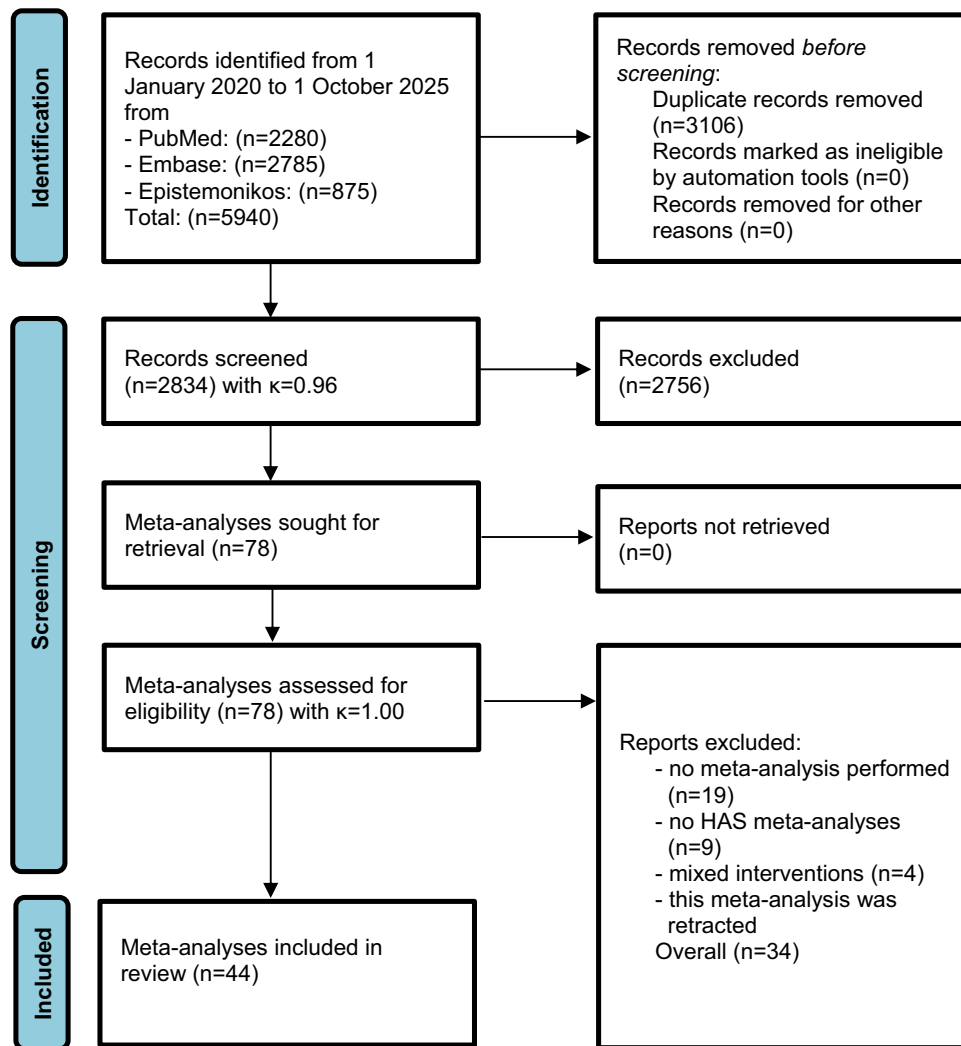 Identification
Records identified from 1
January 2020 to 1 October 2025
from
- PubMed: (n=2280)
- Embase: (n=2785)
- Epistemonikos: (n=875)
Total: (n=5940)
Records removed before
screening:
Duplicate records removed
(n=3106)
Records marked as ineligible
by automation tools (n=0)
Records removed for other
reasons (n=0)
Screening
Records screened
(n=2834) with κ=0.96
Records excluded
(n=2756)
Meta-analyses sought for
retrieval (n=78)
Reports not retrieved
(n=0)
Meta-analyses assessed for
eligibility (n=78) with κ=1.00
Reports excluded:
- no meta-analysis performed
(n=19)
- no HAS meta-analyses
(n=9)
- mixed interventions (n=4)
- this meta-analysis was
retracted
Overall (n=34)
Included
Meta-analyses included in
review (n=44)